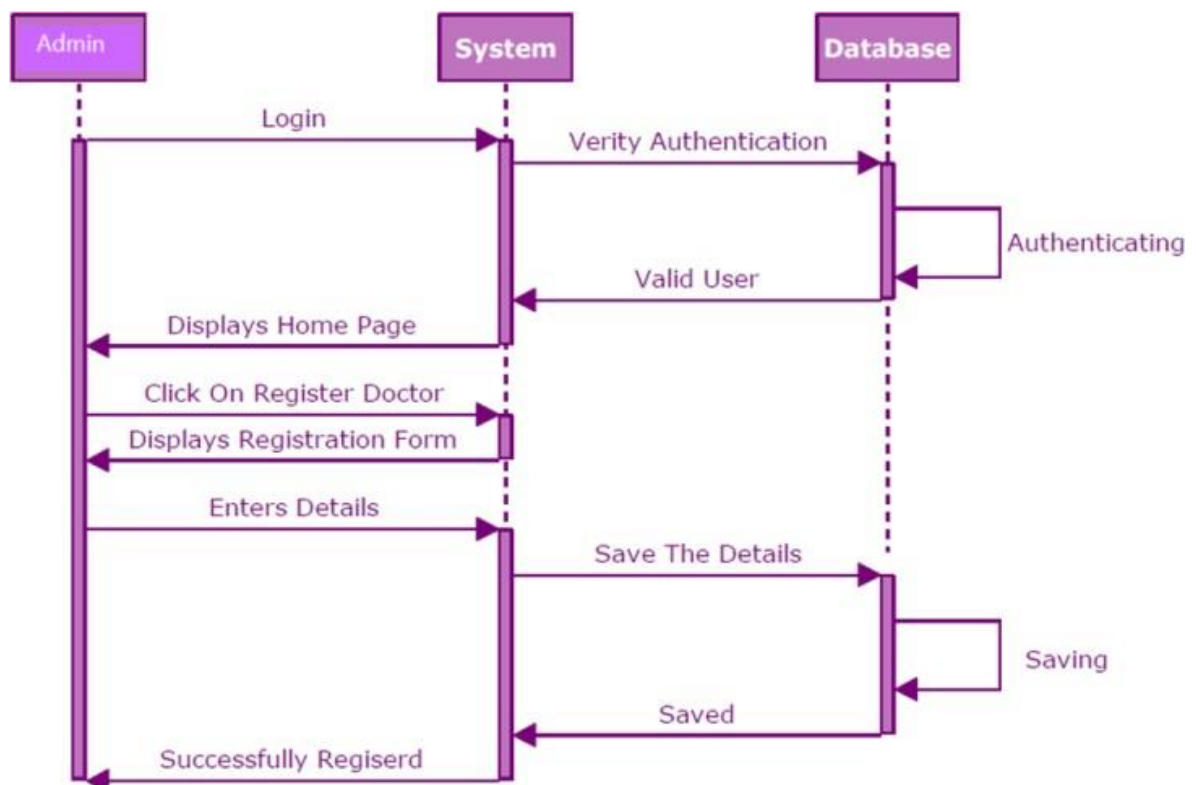 Admin
System
Database
Login
Verity Authentication
Authenticating
Valid User
Displays Home Page
Click On Register Doctor
Displays Registration Form
Enters Details
Save The Details
Saving
Saved
Successfully Regiserd